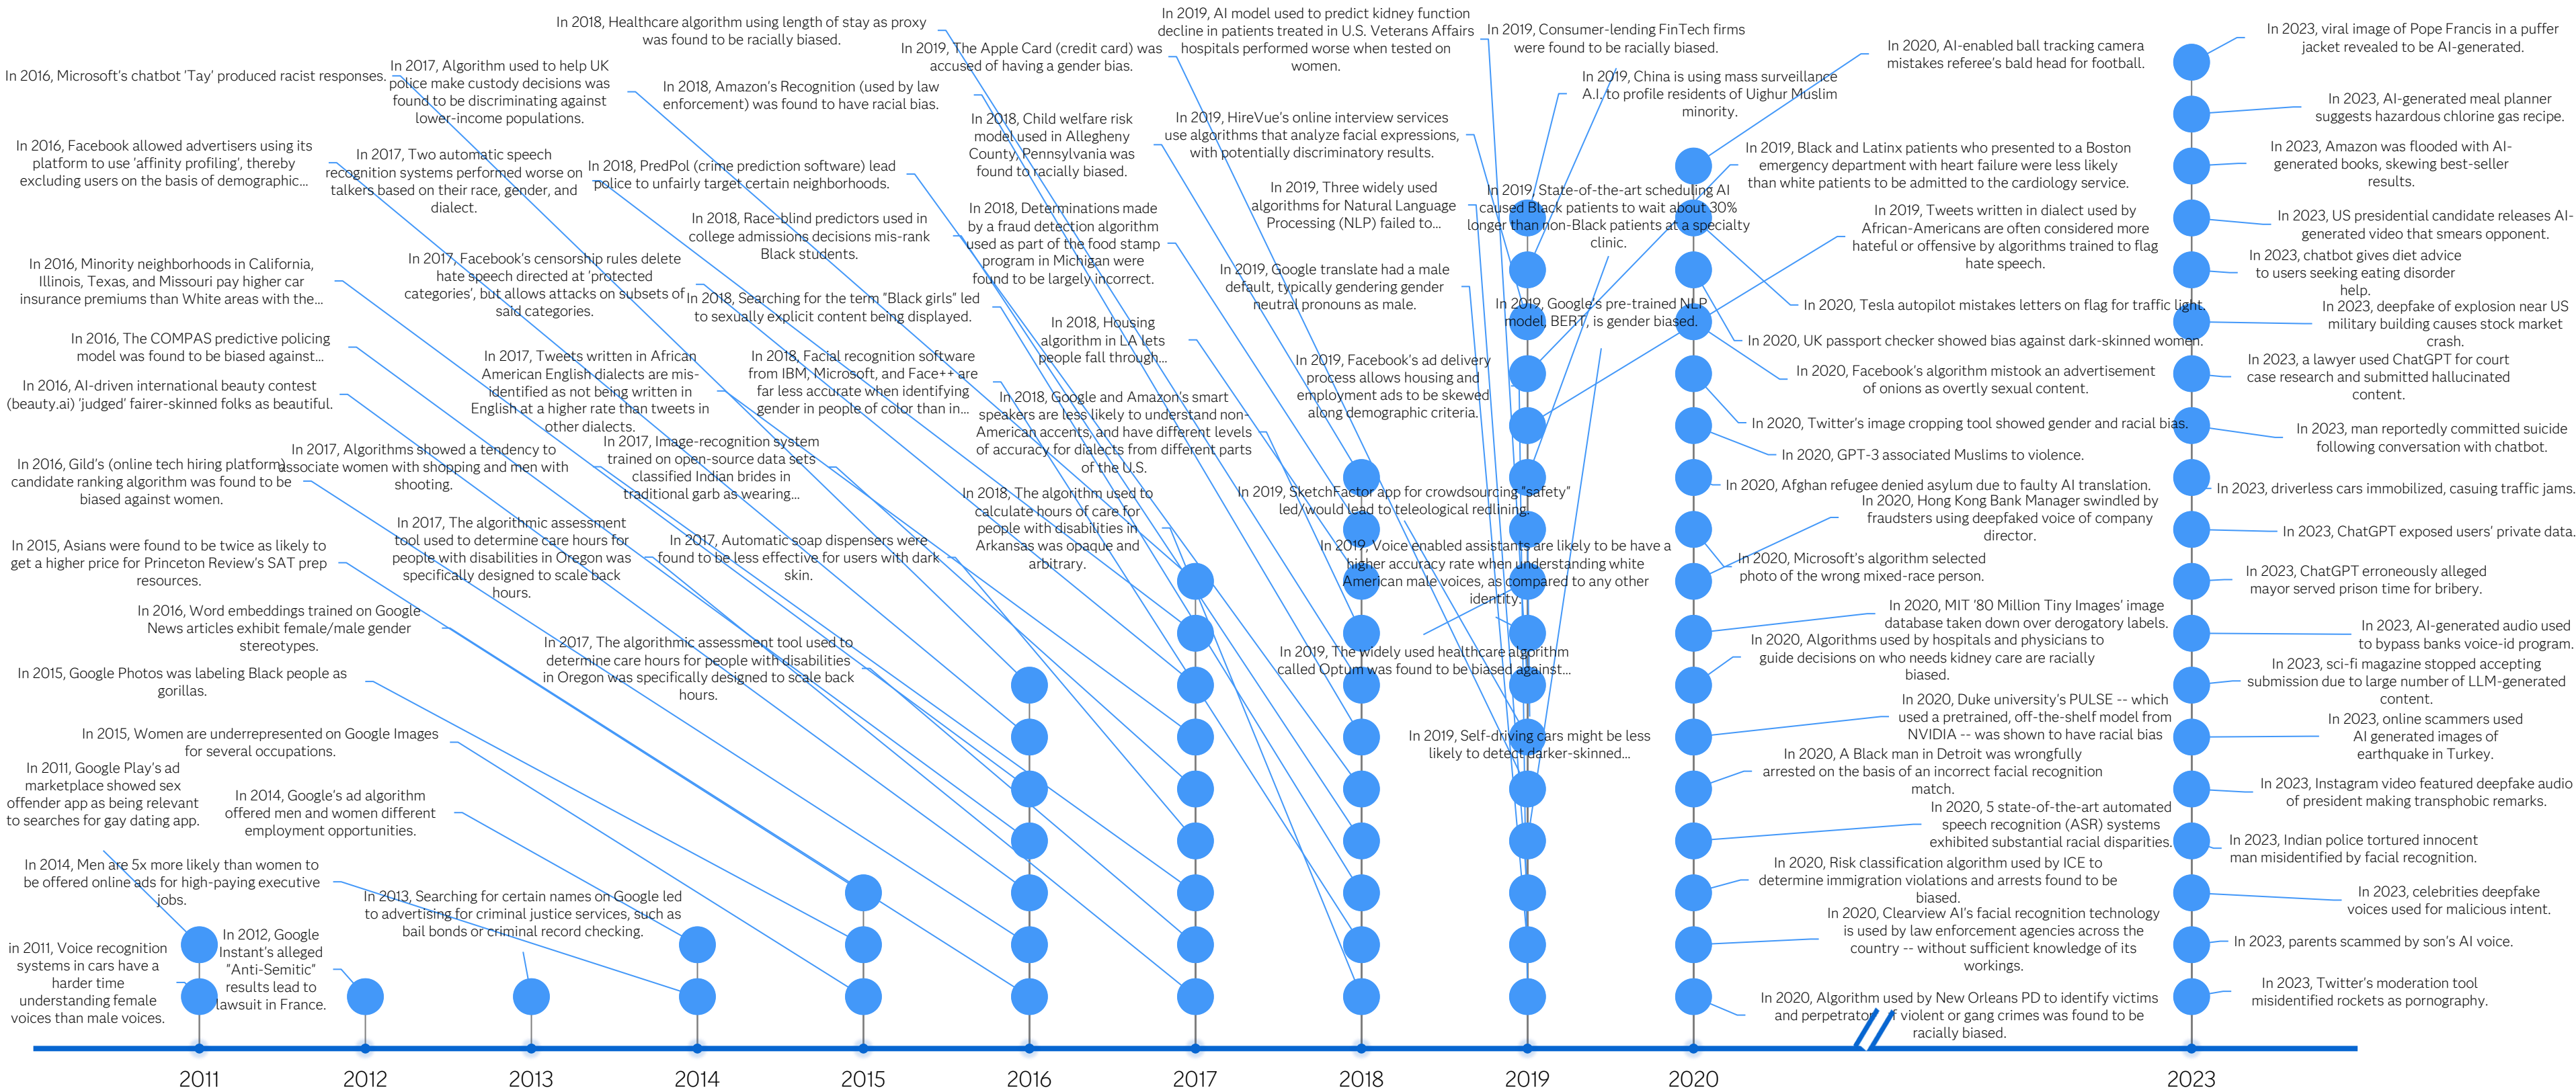 In 2016, Microsoft's chatbot 'Tay' produced racist responses.
In 2016, Facebook allowed advertisers using its
platform to use 'affinity profiling', thereby
excluding users on the basis of demographic...
In 2016, Minority neighborhoods in California,
Illinois, Texas, and Missouri pay higher car
insurance premiums than White areas with the...
In 2016, The COMPAS predictive policing
model was found to be biased against...
In 2016, AI-driven international beauty contest
(beauty.ai) 'judged' fairer-skinned folks as beautiful.
In 2016, Gild's (online tech hiring platform)
candidate ranking algorithm was found to be
biased against women.
In 2015, Asians were found to be twice as likely to
get a higher price for Princeton Review's SAT prep
resources.
In 2016, Word embeddings trained on Google
News articles exhibit female/male gender
stereotypes.
In 2015, Google Photos was labeling Black people as
gorillas.
In 2015, Women are underrepresented on Google Images
for several occupations.
In 2011, Google Play's ad
marketplace showed sex
offender app as being relevant
to searches for gay dating app.
In 2014, Google's ad algorithm
offered men and women different
employment opportunities.
In 2014, Men are 5x more likely than women to
be offered online ads for high-paying executive
jobs.
in 2011, Voice recognition
systems in cars have a
harder time
understanding female
voices than male voices.
In 2012, Google
Instant's alleged
"Anti-Semitic"
results lead to
lawsuit in France.
In 2013, Searching for certain names on Google led
to advertising for criminal justice services, such as
bail bonds or criminal record checking.
In 2017, Algorithm used to help UK
police make custody decisions was
found to be discriminating against
lower-income populations.
In 2017, Two automatic speech
recognition systems performed worse on
talkers based on their race, gender, and
dialect.
In 2017, Facebook's censorship rules delete
hate speech directed at 'protected
categories', but allows attacks on subsets of
said categories.
In 2017, Tweets written in African
American English dialects are mis-
identified as not being written in
English at a higher rate than tweets in
other dialects.
In 2017, Algorithms showed a tendency to
associate women with shopping and men with
shooting.
In 2017, Image-recognition system
trained on open-source data sets
classified Indian brides in
traditional garb as wearing...
In 2017, The algorithmic assessment
tool used to determine care hours for
people with disabilities in Oregon was
specifically designed to scale back
hours.
In 2017, Automatic soap dispensers were
found to be less effective for users with dark
skin.
In 2017, The algorithmic assessment tool used to
determine care hours for people with disabilities
in Oregon was specifically designed to scale back
hours.
In 2018, Healthcare algorithm using length of stay as proxy
was found to be racially biased.
In 2018, Amazon's Recognition (used by law
enforcement) was found to have racial bias.
In 2018, PredPol (crime prediction software) lead
police to unfairly target certain neighborhoods.
In 2018, Race-blind predictors used in
college admissions decisions mis-rank
Black students.
In 2018, Searching for the term "Black girls" led
to sexually explicit content being displayed.
In 2018, Facial recognition software
from IBM, Microsoft, and Face++ are
far less accurate when identifying
gender in people of color than in...
In 2018, Child welfare risk
model used in Allegheny
County, Pennsylvania was
found to racially biased.
In 2018, Determinations made
by a fraud detection algorithm
used as part of the food stamp
program in Michigan were
found to be largely incorrect.
In 2018, Housing
algorithm in LA lets
people fall through...
In 2018, Google and Amazon's smart
speakers are less likely to understand non-
American accents, and have different levels
of accuracy for dialects from different parts
of the U.S.
In 2018, The algorithm used to
calculate hours of care for
people with disabilities in
Arkansas was opaque and
arbitrary.
In 2019, The Apple Card (credit card) was
accused of having a gender bias.
In 2019, AI model used to predict kidney function
decline in patients treated in U.S. Veterans Affairs
hospitals performed worse when tested on
women.
In 2019, HireVue's online interview services
use algorithms that analyze facial expressions,
with potentially discriminatory results.
In 2019, Three widely used
algorithms for Natural Language
Processing (NLP) failed to...
In 2019, Google translate had a male
default, typically gendering gender
neutral pronouns as male.
In 2019, Facebook's ad delivery
process allows housing and
employment ads to be skewed
along demographic criteria.
In 2019, SketchFactor app for crowdsourcing "safety"
led/would lead to teleological redlining.
In 2019, Voice enabled assistants are likely to be have a
higher accuracy rate when understanding white
American male voices, as compared to any other
identity.
In 2019, The widely used healthcare algorithm
called Optum was found to be biased against...
In 2019, Self-driving cars might be less
likely to detect darker-skinned...
In 2019, Consumer-lending FinTech firms
were found to be racially biased.
In 2019, China is using mass surveillance
A.I. to profile residents of Uighur Muslim
minority.
In 2019, State-of-the-art scheduling AI
caused Black patients to wait about 30%
longer than non-Black patients at a specialty
clinic.
In 2019, Google's pre-trained NLP
model, BERT, is gender biased.
In 2020, AI-enabled ball tracking camera
mistakes referee's bald head for football.
In 2019, Black and Latinx patients who presented to a Boston
emergency department with heart failure were less likely
than white patients to be admitted to the cardiology service.
In 2019, Tweets written in dialect used by
African-Americans are often considered more
hateful or offensive by algorithms trained to flag
hate speech.
In 2020, Tesla autopilot mistakes letters on flag for traffic light.
In 2020, UK passport checker showed bias against dark-skinned women.
In 2020, Facebook's algorithm mistook an advertisement
of onions as overtly sexual content.
In 2020, Twitter's image cropping tool showed gender and racial bias.
In 2020, GPT-3 associated Muslims to violence.
In 2020, Afghan refugee denied asylum due to faulty AI translation.
In 2020, Hong Kong Bank Manager swindled by
fraudsters using deepfaked voice of company
director.
In 2020, Microsoft's algorithm selected
photo of the wrong mixed-race person.
In 2020, MIT '80 Million Tiny Images' image
database taken down over derogatory labels.
In 2020, Algorithms used by hospitals and physicians to
guide decisions on who needs kidney care are racially
biased.
In 2020, Duke university's PULSE -- which
used a pretrained, off-the-shelf model from
NVIDIA -- was shown to have racial bias
In 2020, A Black man in Detroit was wrongfully
arrested on the basis of an incorrect facial recognition
match.
In 2020, 5 state-of-the-art automated
speech recognition (ASR) systems
exhibited substantial racial disparities.
In 2020, Risk classification algorithm used by ICE to
determine immigration violations and arrests found to be
biased.
In 2020, Clearview AI's facial recognition technology
is used by law enforcement agencies across the
country -- without sufficient knowledge of its
workings.
In 2020, Algorithm used by New Orleans PD to identify victims
and perpetrator of violent or gang crimes was found to be
racially biased.
In 2023, viral image of Pope Francis in a puffer
jacket revealed to be AI-generated.
In 2023, AI-generated meal planner
suggests hazardous chlorine gas recipe.
In 2023, Amazon was flooded with AI-
generated books, skewing best-seller
results.
In 2023, US presidential candidate releases AI-
generated video that smears opponent.
In 2023, chatbot gives diet advice
to users seeking eating disorder
help.
In 2023, deepfake of explosion near US
military building causes stock market
crash.
In 2023, a lawyer used ChatGPT for court
case research and submitted hallucinated
content.
In 2023, man reportedly committed suicide
following conversation with chatbot.
In 2023, driverless cars immobilized, casuing traffic jams.
In 2023, ChatGPT exposed users' private data.
In 2023, ChatGPT erroneously alleged
mayor served prison time for bribery.
In 2023, AI-generated audio used
to bypass banks voice-id program.
In 2023, sci-fi magazine stopped accepting
submission due to large number of LLM-generated
content.
In 2023, online scammers used
AI generated images of
earthquake in Turkey.
In 2023, Instagram video featured deepfake audio
of president making transphobic remarks.
In 2023, Indian police tortured innocent
man misidentified by facial recognition.
In 2023, celebrities deepfake
voices used for malicious intent.
In 2023, parents scammed by son's AI voice.
In 2023, Twitter's moderation tool
misidentified rockets as pornography.
2011
2012
2013
2014
2015
2016
2017
2018
2019
2020
2023